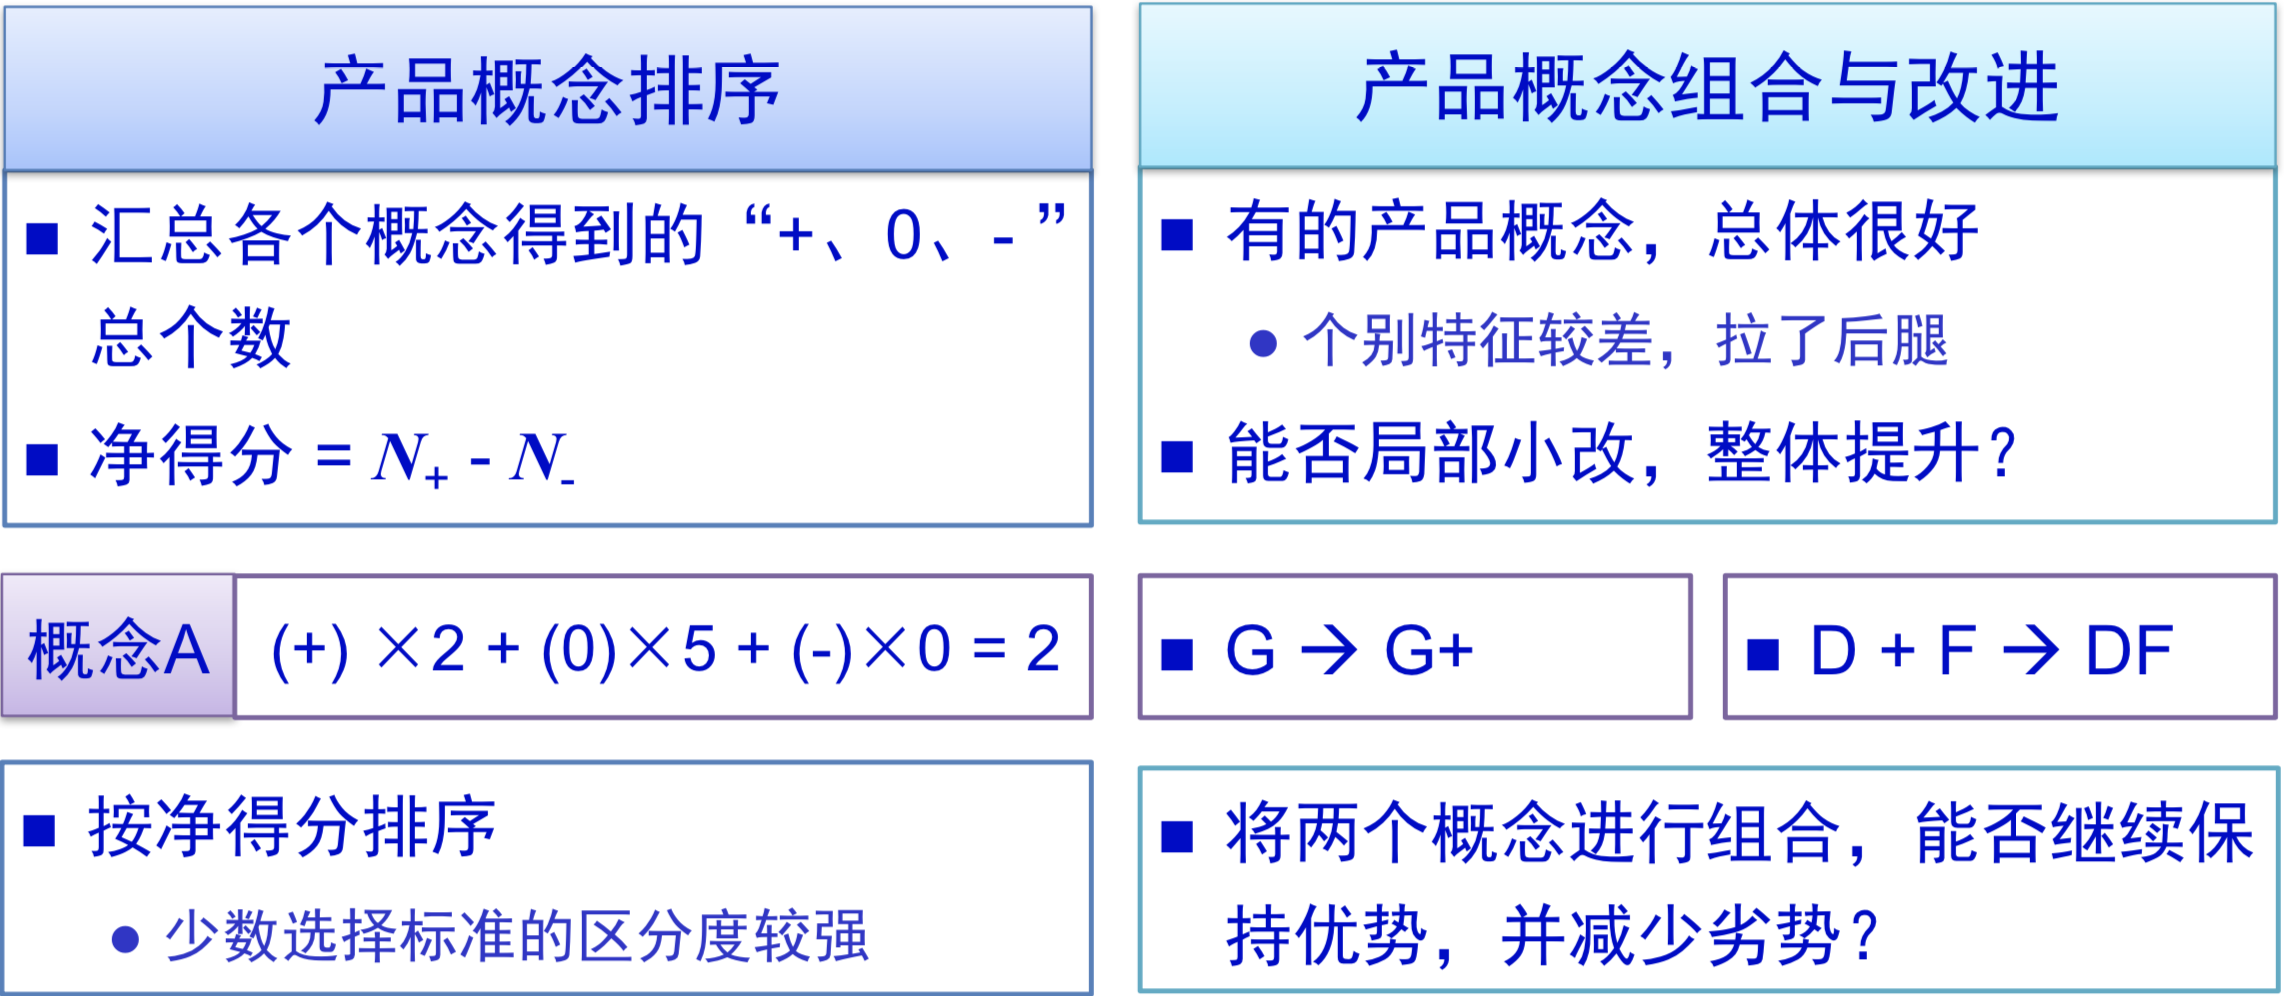 产品概念排序
■ 汇总各个概念得到的“+、0、-”
总个数
■ 净得分 = N₊ - N₋
概念A
(+) ×2 + (0)×5 + (-)×0 = 2
■ 按净得分排序
● 少数选择标准的区分度较强
产品概念组合与改进
■ 有的产品概念，总体很好
● 个别特征较差，拉了后腿
■ 能否局部小改，整体提升？
■ G → G+
■ D + F → DF
■ 将两个概念进行组合，能否继续保
持优势，并减少劣势？